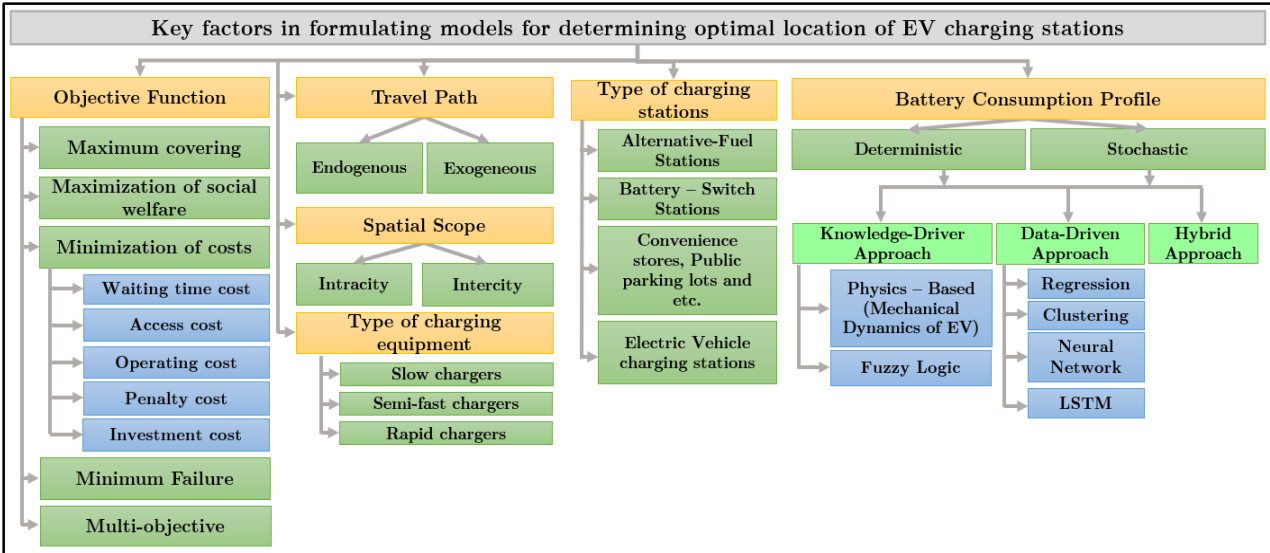 Key factors in formulating models for determining optimal location of EV charging stations
Objective Function
Maximum covering
Maximization of social
welfare
Minimization of costs
Waiting time cost
Access cost
Operating cost
Penalty cost
Investment cost
Minimum Failure
Multi-objective
Travel Path
Endogenous
Exogeneous
Spatial Scope
Intracity
Intercity
Type of charging
equipment
Slow chargers
Semi-fast chargers
Rapid chargers
Type of charging
stations
Alternative-Fuel
Stations
Battery – Switch
Stations
Convenience
stores, Public
parking lots and
etc.
Electric Vehicle
charging stations
Battery Consumption Profile
Deterministic
Stochastic
Knowledge-Driver
Approach
Physics – Based
(Mechanical
Dynamics of EV)
Fuzzy Logic
Data-Driven
Approach
Regression
Clustering
Neural
Network
LSTM
Hybrid
Approach